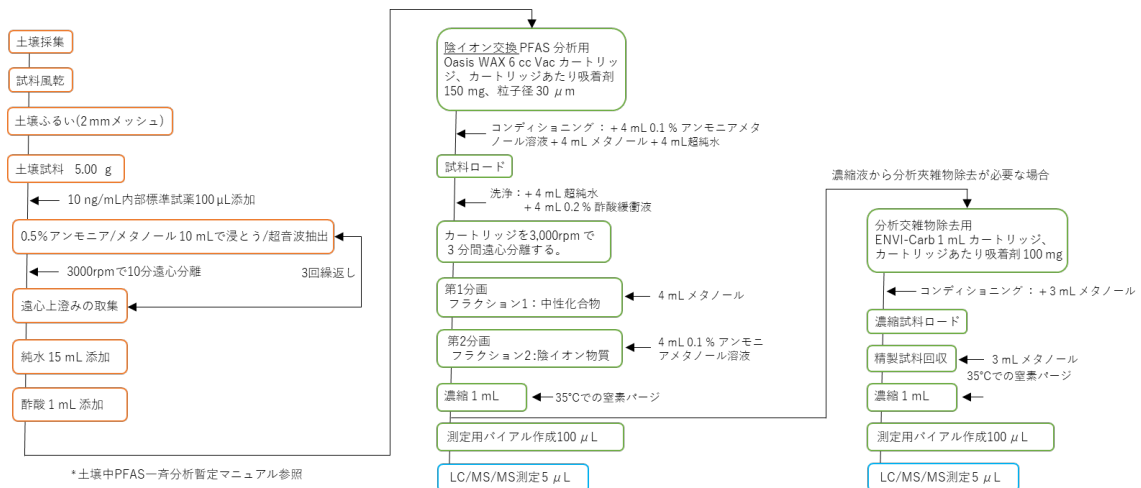 土壌採集
試料風乾
土壌ふるい(2mmメッシュ)
土壌試料 5.00 g
10 ng/mL内部標準試薬100 μL添加
0.5%アンモニア/メタノール 10 mLで浸とう/超音波抽出
3000rpmで10分遠心分離
3回繰返し
遠心上澄みの取集
純水 15 mL 添加
酢酸 1 mL 添加
*土壌中PFAS一斉分析暫定マニュアル参照
陰イオン交換 PFAS 分析用
Oasis WAX 6 cc Vac カートリッ
ジ、カートリッジあたり吸着剤
150 mg、粒子径 30 μm
コンディショニング:+4 mL 0.1 % アンモニアメタ
ノール溶液+4 mL メタノール+4 mL超純水
試料ロード
洗浄:+4 mL 超純水
+4 mL 0.2 % 酢酸緩衝液
カートリッジを3,000rpm で
3 分間遠心分離する。
第1分画
フラクション1:中性化合物
4 mL メタノール
第2分画
フラクション2:陰イオン物質
4 mL 0.1 % アンモニ
アメタノール溶液
濃縮 1 mL
35°Cでの窒素パージ
測定用バイアル作成100 μL
LC/MS/MS測定 5 μL
濃縮液から分析夾雑物除去が必要な場合
分析交雑物除去用
ENVI-Carb 1 mL カートリッジ、
カートリッジあたり吸着剤 100 mg
コンディショニング:+3 mL メタノール
濃縮試料ロード
精製試料回収
3 mL メタノール
35°Cでの窒素パージ
濃縮 1 mL
測定用バイアル作成100 μL
LC/MS/MS測定 5 μL